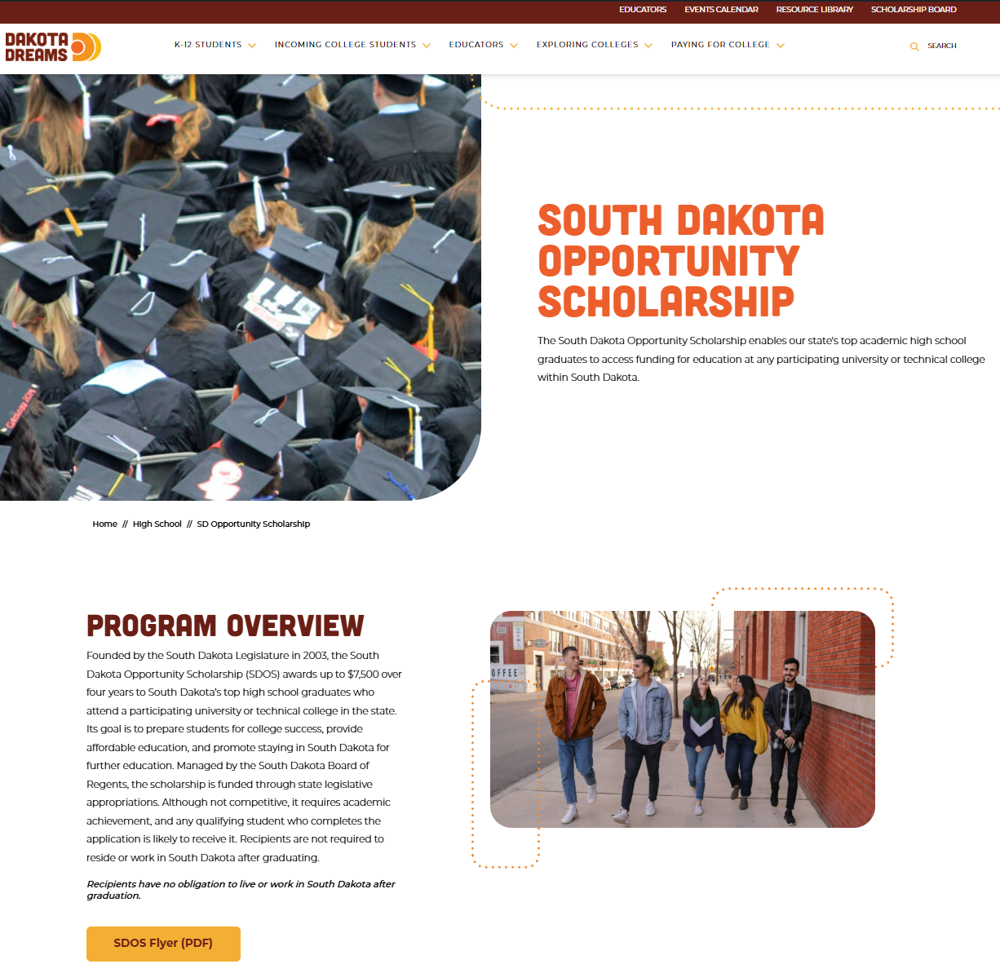 EDUCATORS EVENTS CALENDAR RESOURCE LIBRARY SCHOLARSHIP BOARD
DAKOTA
DREAMS
K-12 STUDENTS INCOMING COLLEGE STUDENTS EDUCATORS EXPLORING COLLEGES PAYING FOR COLLEGE SEARCH
SOUTH DAKOTA
OPPORTUNITY
SCHOLARSHIP
The South Dakota Opportunity Scholarship enables our state's top academic high school
graduates to access funding for education at any participating university or technical college
within South Dakota.
Home // High School // SD Opportunity Scholarship
PROGRAM OVERVIEW
Founded by the South Dakota Legislature in 2003, the South
Dakota Opportunity Scholarship (SDOS) awards up to $7,500 over
four years to South Dakota's top high school graduates who
attend a participating university or technical college in the state.
Its goal is to prepare students for college success, provide
affordable education, and promote staying in South Dakota for
further education. Managed by the South Dakota Board of
Regents, the scholarship is funded through state legislative
appropriations. Although not competitive, it requires academic
achievement, and any qualifying student who completes the
application is likely to receive it. Recipients are not required to
reside or work in South Dakota after graduating.
Recipients have no obligation to live or work in South Dakota after
graduation.
SDOS Flyer (PDF)
OFFEE